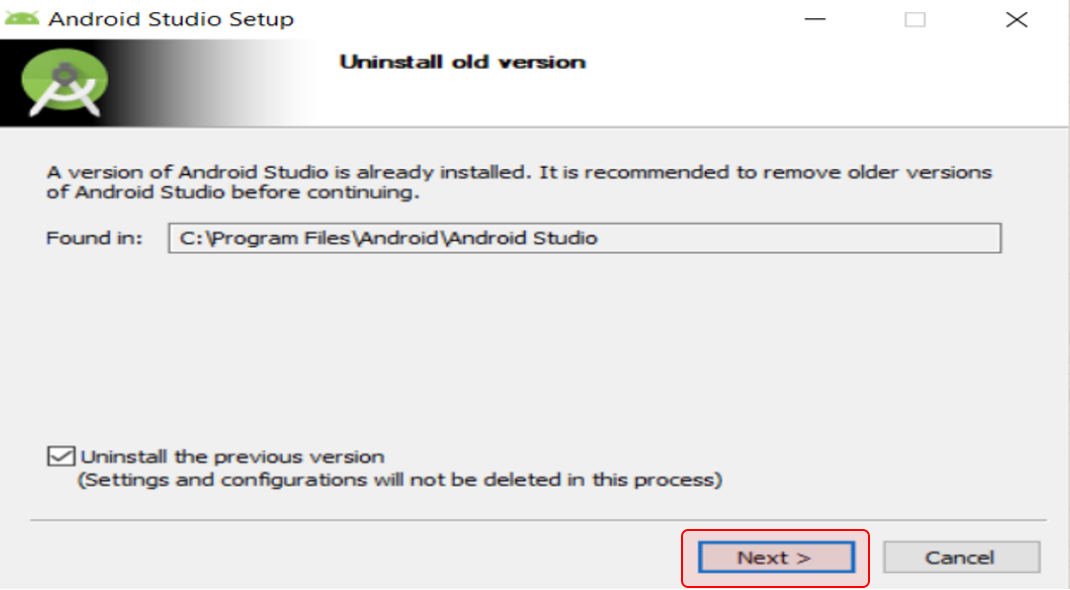 Android Studio Setup
Uninstall old version
A version of Android Studio is already installed. It is recommended to remove older versions
of Android Studio before continuing.
Found in: C:\Program Files\Android\Android Studio
Uninstall the previous version
(Settings and configurations will not be deleted in this process)
Next > Cancel